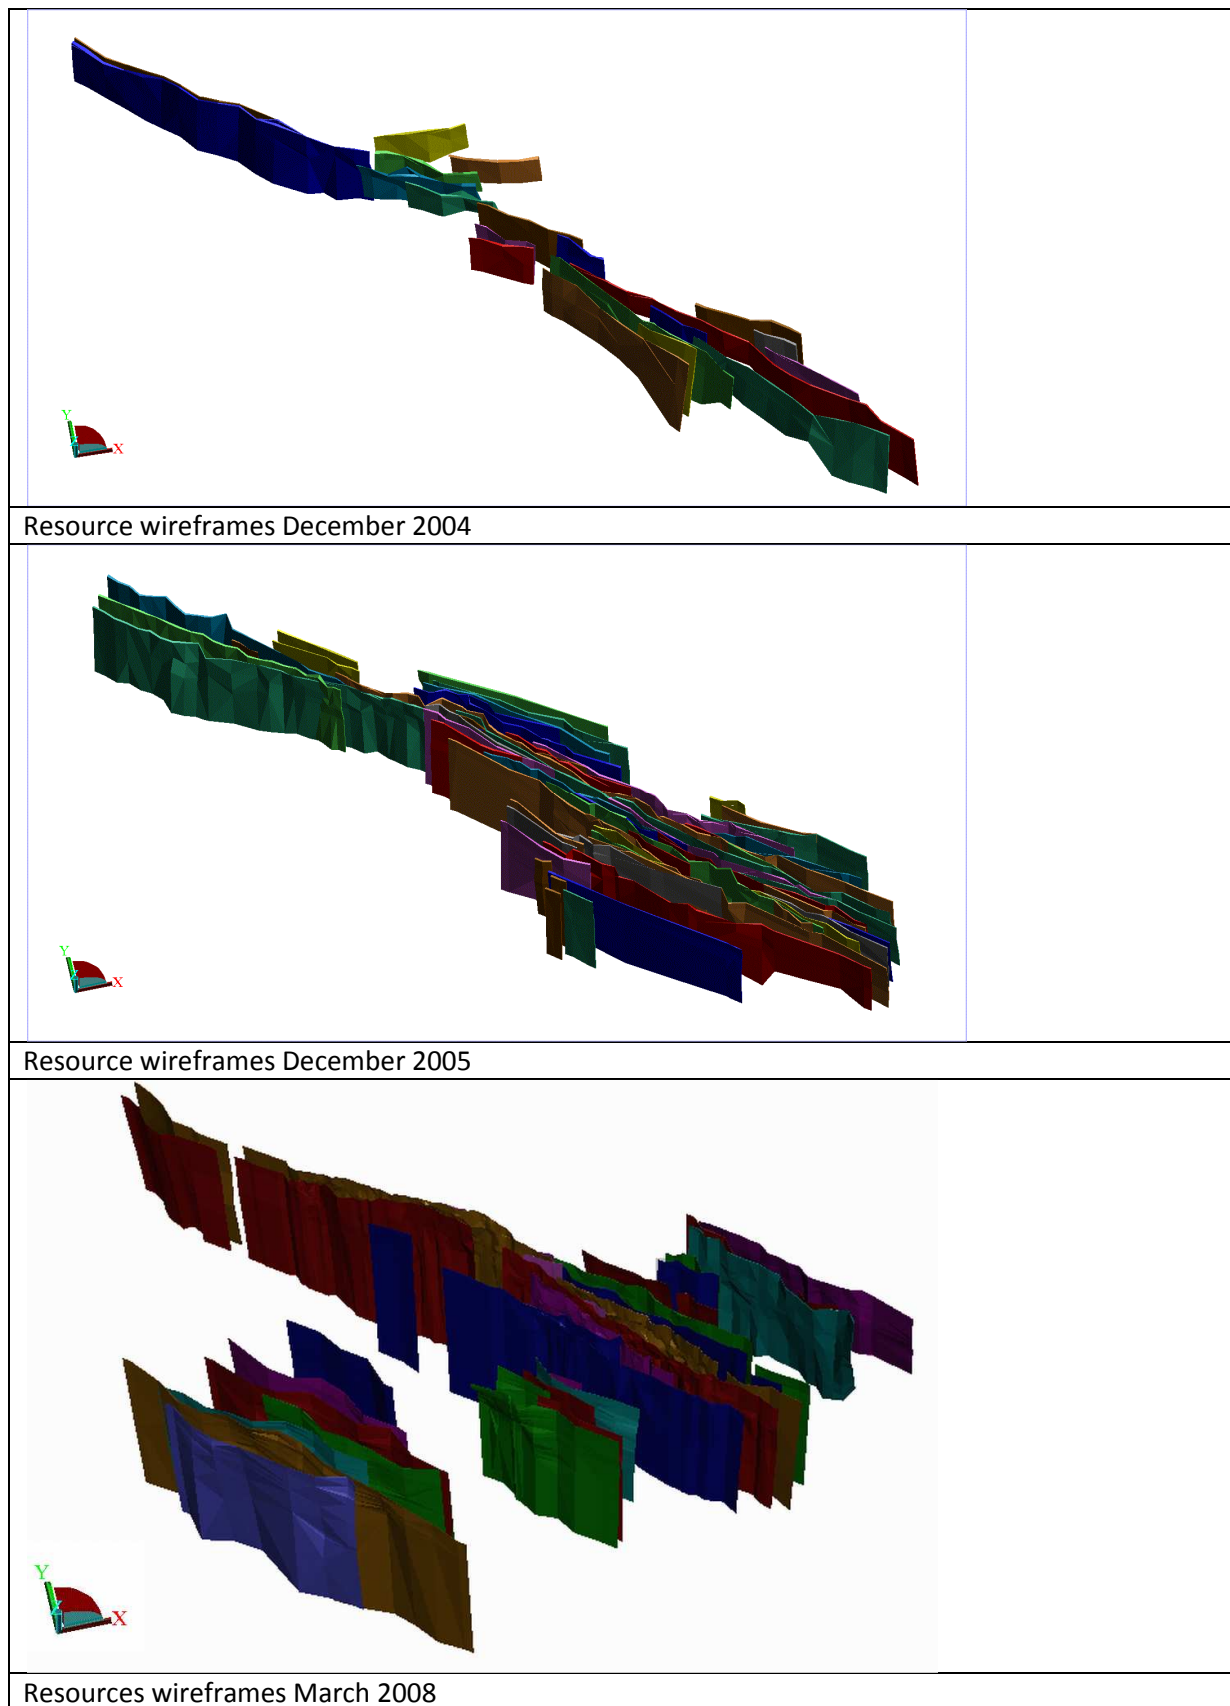 Y
X
Resource wireframes December 2004
Y
X
Resource wireframes December 2005
Y
X
Resources wireframes March 2008